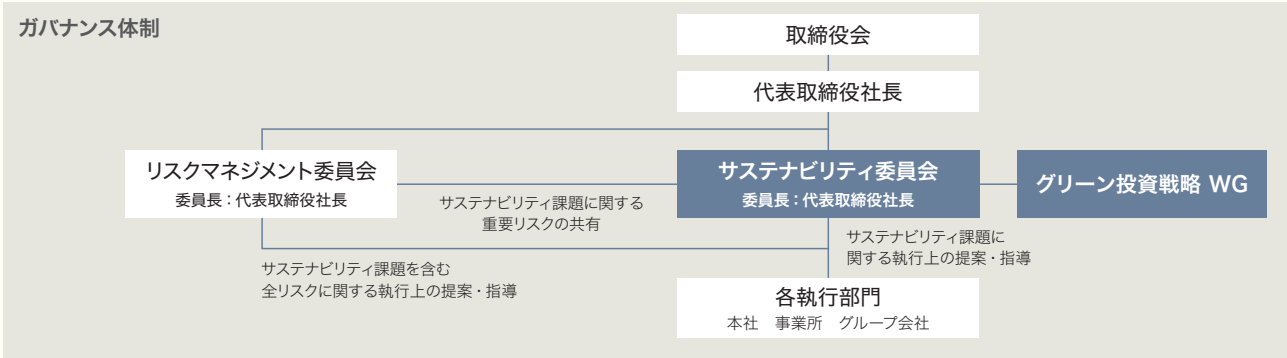 ガバナンス体制
取締役会
代表取締役社長
リスクマネジメント委員会
委員長：代表取締役社長
サステナビリティ課題に関する
重要リスクの共有
サステナビリティ委員会
委員長：代表取締役社長
グリーン投資戦略 WG
サステナビリティ課題を含む
全リスクに関する執行上の提案・指導
サステナビリティ課題に
関する執行上の提案・指導
各執行部門
本社　事業所　グループ会社